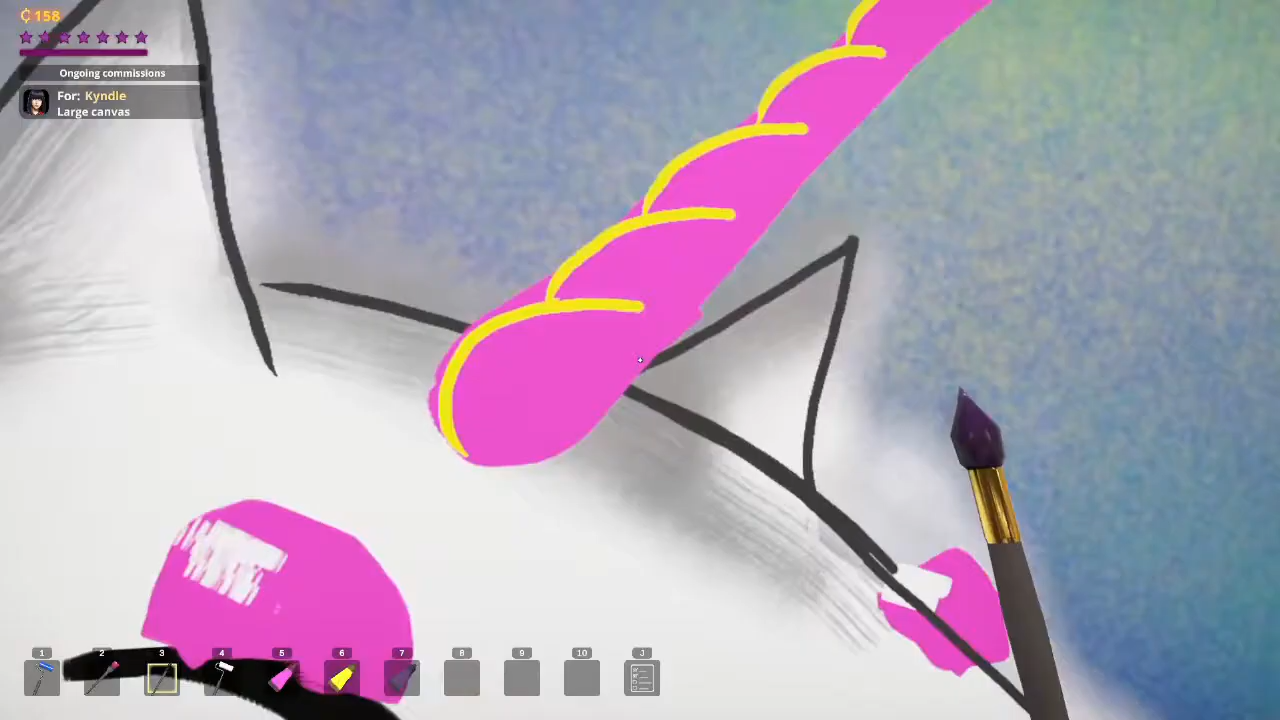 ₵158
Ongoing commissions
For: Kyndle
Large canvas
1 2 3 4 5 6 7 8 9 10 J